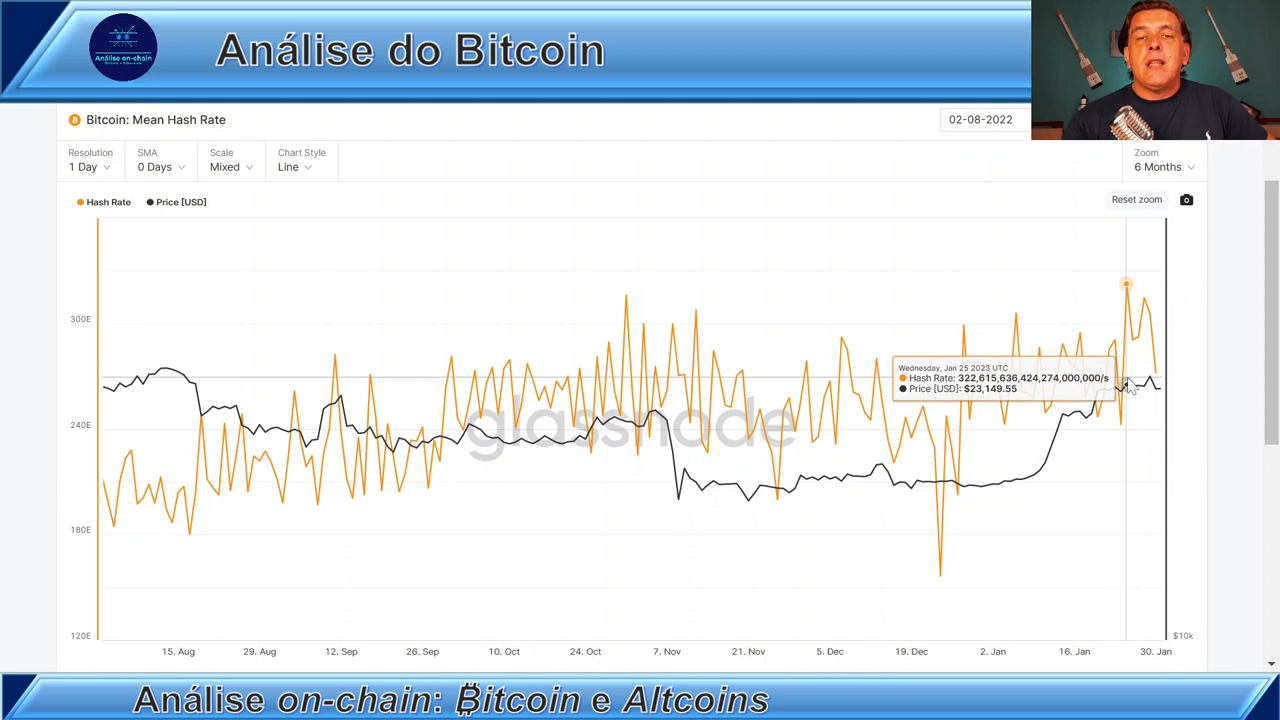 Análise on-chain
Bitcoin e Altcoins
Análise do Bitcoin
Bitcoin: Mean Hash Rate
02-08-2022
Resolution
1 Day
SMA
0 Days
Scale
Mixed
Chart Style
Line
Zoom
6 Months
Hash Rate
Price [USD]
Reset zoom
300E
240E
180E
120E
$10k
glassnode
Wednesday, Jan 25 2023 UTC
Hash Rate: 322,615,636,424,274,000,000/s
Price [USD]: $23,149.55
15. Aug
29. Aug
12. Sep
26. Sep
10. Oct
24. Oct
7. Nov
21. Nov
5. Dec
19. Dec
2. Jan
16. Jan
30. Jan
Análise on-chain: ₿itcoin e Altcoins